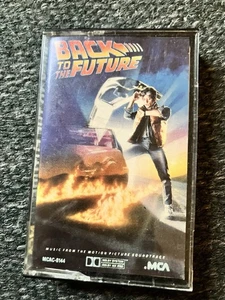 BACK
TO
THE FUTURE
MUSIC FROM THE MOTION PICTURE SOUNDTRACK
MCAC-6144
MCA